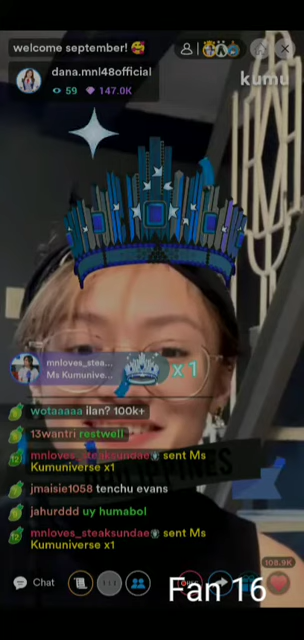 welcome september! 🥰
dana.mnl48official
59 147.0K
kumu
mnloves_stea...
Ms Kumunive...
x 1
wotaaaaa ilan? 100k+
13wantri restwell
mnloves_steaksundae sent Ms
Kumuniverse x1
jmaisie1058 tenchu evans
jahurddd uy humabol
mnloves_steaksundae sent Ms
Kumuniverse x1
108.9K
Chat
Fan 16